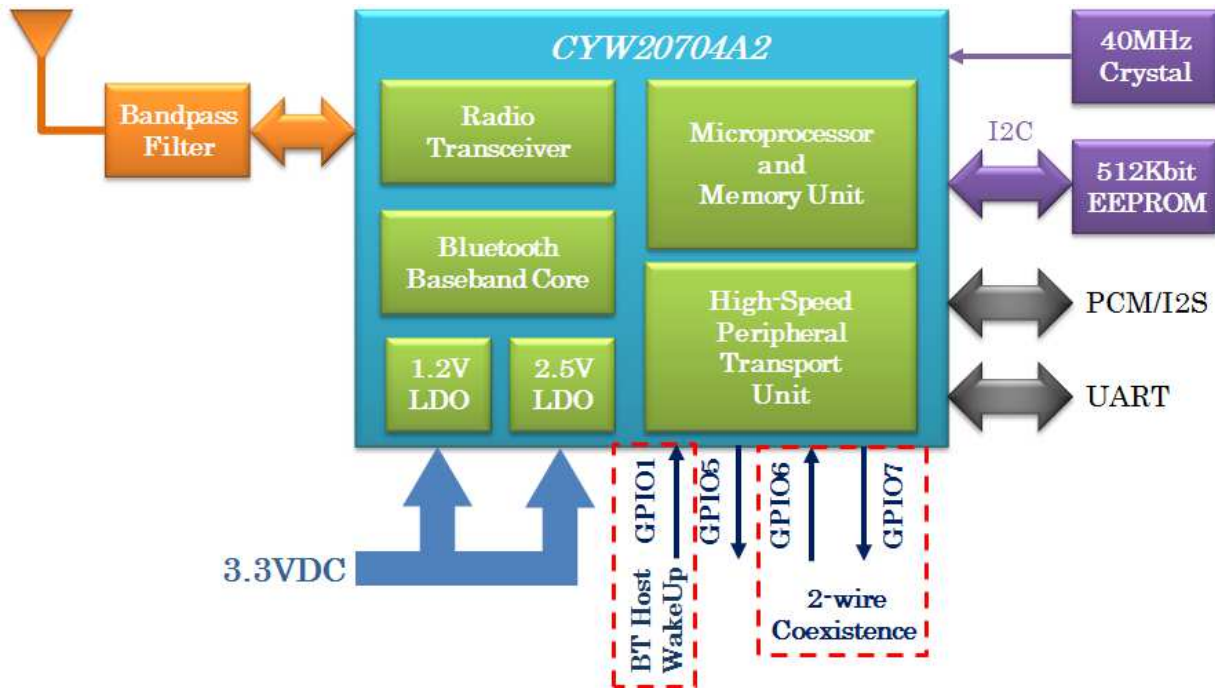 CYW20704A2
40MHz
Crystal
Bandpass
Filter
Radio
Transceiver
Microprocessor
and
Memory Unit
I2C
512Kbit
EEPROM
Bluetooth
Baseband Core
High-Speed
Peripheral
Transport
Unit
PCM/I2S
1.2V
LDO
2.5V
LDO
UART
3.3VDC
BT Host GPIO1
WakeUp
GPIO5
GPIO6
GPIO7
2-wire
Coexistence